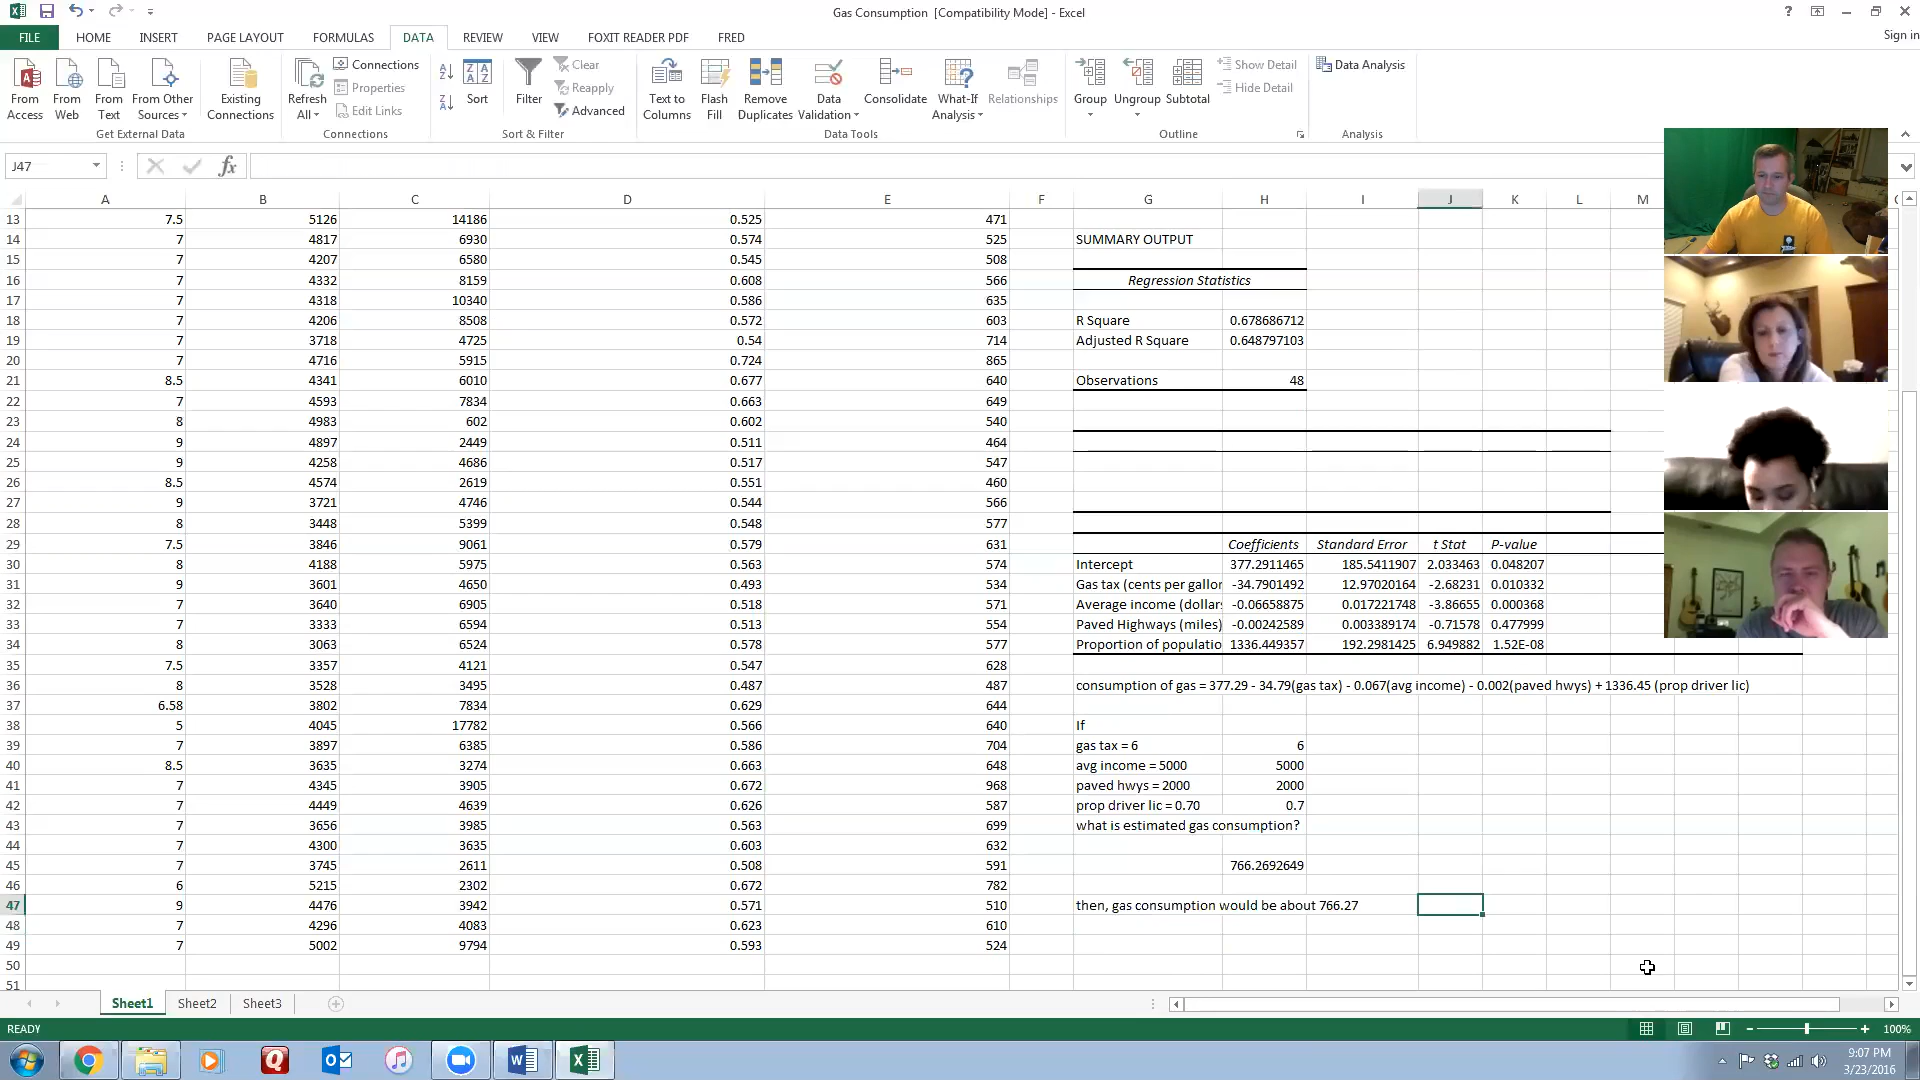 Gas Consumption [Compatibility Mode] - Excel
?
Sign in
FILE HOME INSERT PAGE LAYOUT FORMULAS DATA REVIEW VIEW FOXIT READER PDF FRED
From Access
From Web
From Text
From Other Sources
Existing Connections
Get External Data
Refresh All
Connections
Properties
Edit Links
Connections
Sort
Filter
Clear
Reapply
Advanced
Sort & Filter
Text to Columns
Flash Fill
Remove Duplicates
Data Validation
Consolidate
What-If Analysis
Relationships
Data Tools
Group
Ungroup
Subtotal
Show Detail
Hide Detail
Outline
Data Analysis
Analysis
J47
fx
A B C D E F G H I J K L M
13 7.5 5126 14186 0.525 471
14 7 4817 6930 0.574 525 SUMMARY OUTPUT
15 7 4207 6580 0.545 508
16 7 4332 8159 0.608 566 Regression Statistics
17 7 4318 10340 0.586 635
18 7 4206 8508 0.572 603 R Square 0.678686712
19 7 3718 4725 0.54 714 Adjusted R Square 0.648797103
20 7 4716 5915 0.724 865
21 8.5 4341 6010 0.677 640 Observations 48
22 7 4593 7834 0.663 649
23 8 4983 602 0.602 540
24 9 4897 2449 0.511 464
25 9 4258 4686 0.517 547
26 8.5 4574 2619 0.551 460
27 9 3721 4746 0.544 566
28 8 3448 5399 0.548 577
29 7.5 3846 9061 0.579 631 Coefficients Standard Error t Stat P-value
30 8 4188 5975 0.563 574 Intercept 377.2911465 185.5411907 2.033463 0.048207
31 9 3601 4650 0.493 534 Gas tax (cents per gallor -34.7901492 12.97020164 -2.68231 0.010332
32 7 3640 6905 0.518 571 Average income (dollar: -0.06658875 0.017221748 -3.86655 0.000368
33 7 3333 6594 0.513 554 Paved Highways (miles) -0.00242589 0.003389174 -0.71578 0.477999
34 8 3063 6524 0.578 577 Proportion of populatio 1336.449357 192.2981425 6.949882 1.52E-08
35 7.5 3357 4121 0.547 628
36 8 3528 3495 0.487 487 consumption of gas = 377.29 - 34.79(gas tax) - 0.067(avg income) - 0.002(paved hwys) + 1336.45 (prop driver lic)
37 6.58 3802 7834 0.629 644
38 5 4045 17782 0.566 640 If
39 7 3897 6385 0.586 704 gas tax = 6 6
40 8.5 3635 3274 0.663 648 avg income = 5000 5000
41 7 4345 3905 0.672 968 paved hwys = 2000 2000
42 7 4449 4639 0.626 587 prop driver lic = 0.70 0.7
43 7 3656 3985 0.563 699 what is estimated gas consumption?
44 7 4300 3635 0.603 632
45 7 3745 2611 0.508 591 766.2692649
46 6 5215 2302 0.672 782
47 9 4476 3942 0.571 510 then, gas consumption would be about 766.27
48 7 4296 4083 0.623 610
49 7 5002 9794 0.593 524
50
51
Sheet1 Sheet2 Sheet3
READY
100%
9:07 PM
3/23/2016